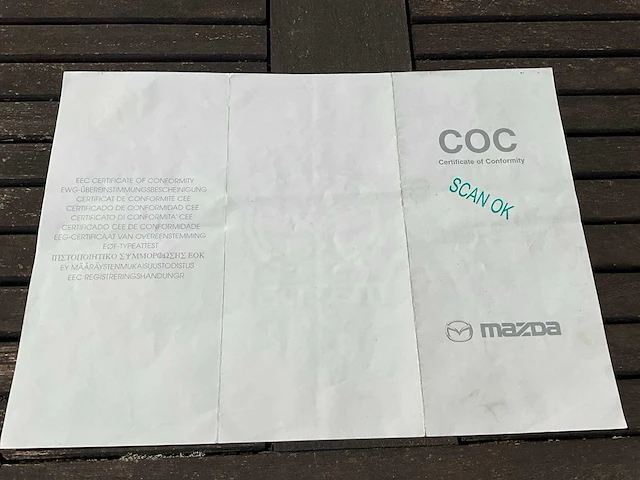 EEC CERTIFICATE OF CONFORMITY
EWG-ÜBEREINSTIMMUNGSBESCHEINIGUNG
CERTIFICAT DE CONFORMITE CEE
CERTIFICADO DE CONFORMIDAD CEE
CERTIFICATO DI CONFORMITA' CEE
CERTIFICADO CEE DE CONFORMIDADE
EEG-CERTIFICAAT VAN OVEREENSTEMMING
EØF-TYPEATTEST
ΠΙΣΤΟΠΟΙΗΤΙΚΟ ΣΥΜΜΟΡΦΩΣΗΣ ΕΟΚ
EY MÄÄRÄYSTENMUKAISUUSTODISTUS
EEC REGISTRERINGSHANDUNGR
COC
Certificate of Conformity
SCAN OK
mazda